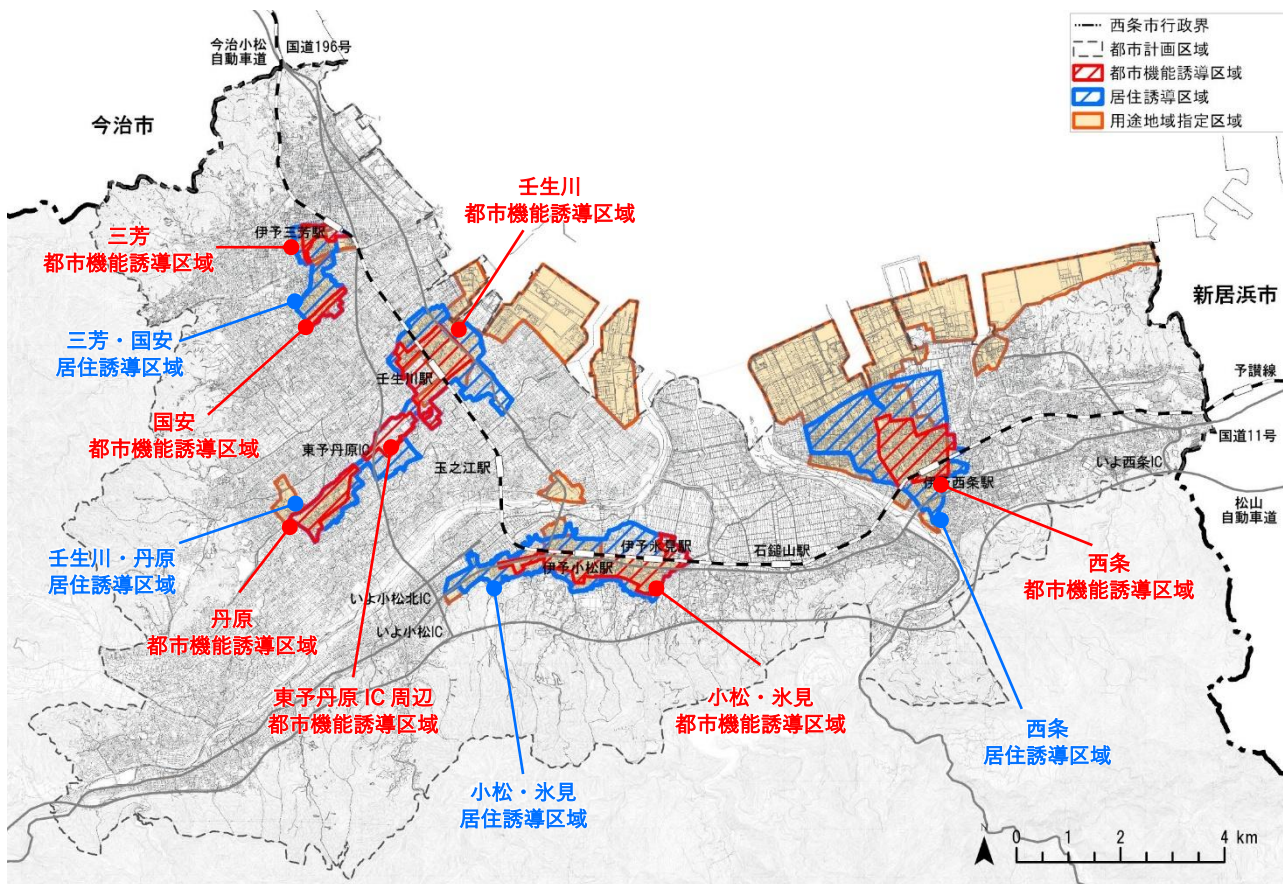 今治小松
自動車道
国道196号
西条市行政界
都市計画区域
都市機能誘導区域
居住誘導区域
用途地域指定区域
今治市
壬生川
都市機能誘導区域
三芳
都市機能誘導区域
伊予三芳駅
新居浜市
三芳・国安
居住誘導区域
予讃線
壬生川駅
国安
都市機能誘導区域
国道11号
東予丹原IC
玉之江駅
いよ西条IC
伊予西条駅
松山
自動車道
壬生川・丹原
居住誘導区域
伊予氷見駅
石鎚山駅
伊予小松駅
西条
都市機能誘導区域
丹原
都市機能誘導区域
いよ小松北IC
いよ小松IC
東予丹原IC周辺
都市機能誘導区域
小松・氷見
都市機能誘導区域
西条
居住誘導区域
小松・氷見
居住誘導区域
0 1 2 4 km